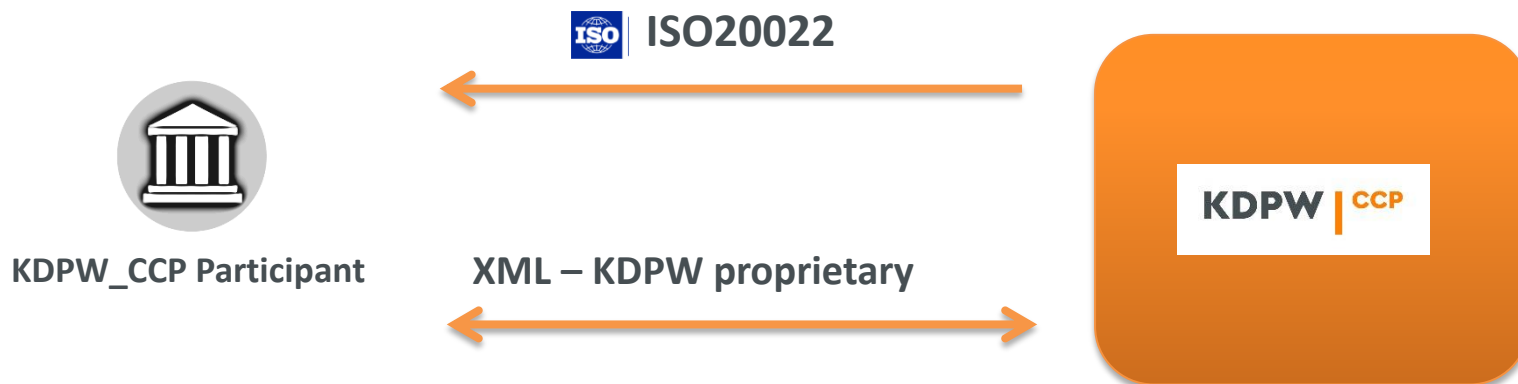 ISO ISO20022
KDPW CCP
KDPW_CCP Participant
XML – KDPW proprietary